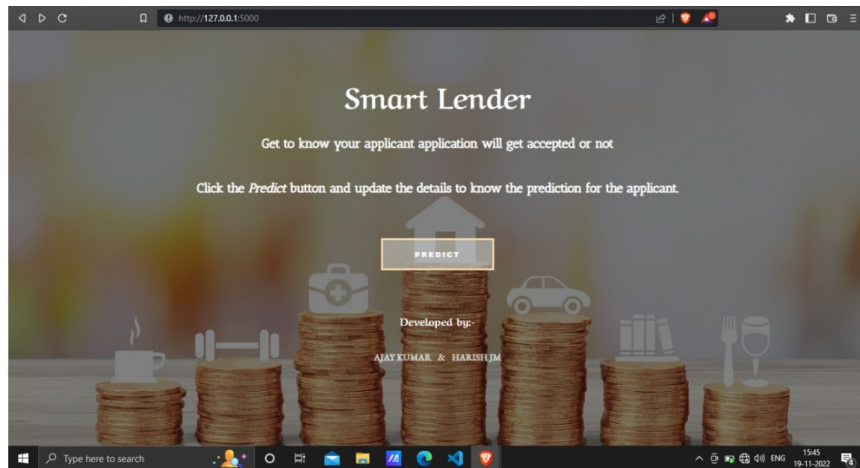 http://127.0.0.1:5000
Smart Lender
Get to know your applicant application will get accepted or not
Click the Predict button and update the details to know the prediction for the applicant.
PREDICT
Developed by:-
AJAY KUMAR & HARISH JM
Type here to search
ENG
15:45
19-11-2022